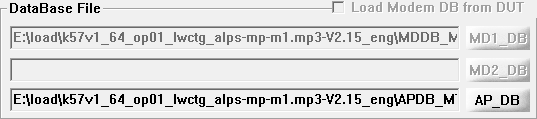 DataBase File
Load Modem DB from DUT
E:\load\k57v1_64_op01_lwctg_alps-mp-m1.mp3-V2.15_eng\MDDB_M MD1_DB
MD2_DB
E:\load\k57v1_64_op01_lwctg_alps-mp-m1.mp3-V2.15_eng\APDB_M AP_DB